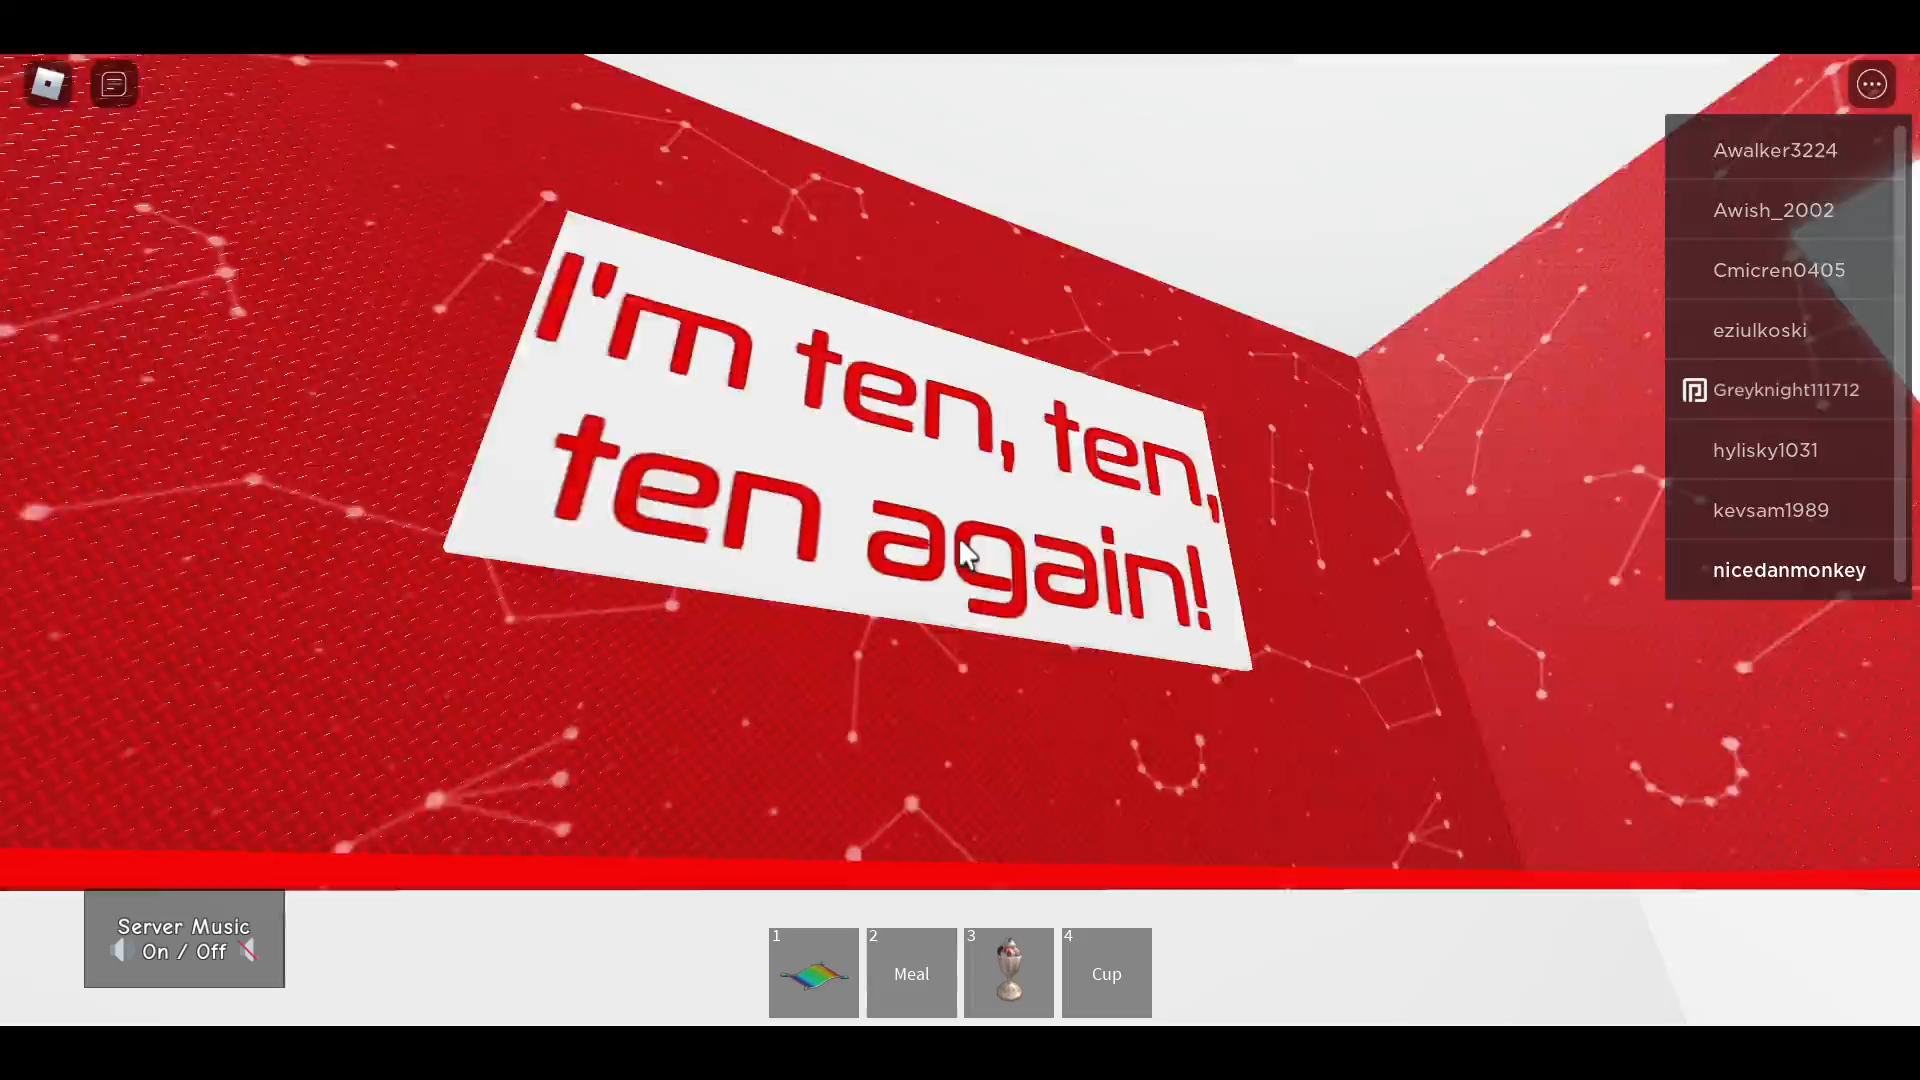 I'm ten, ten,
ten again!
Awalker3224
Awish_2002
Cmicren0405
eziulkoski
Greyknight111712
hylisky1031
kevsam1989
nicedanmonkey
Server Music
On / Off
1
2
Meal
3
4
Cup